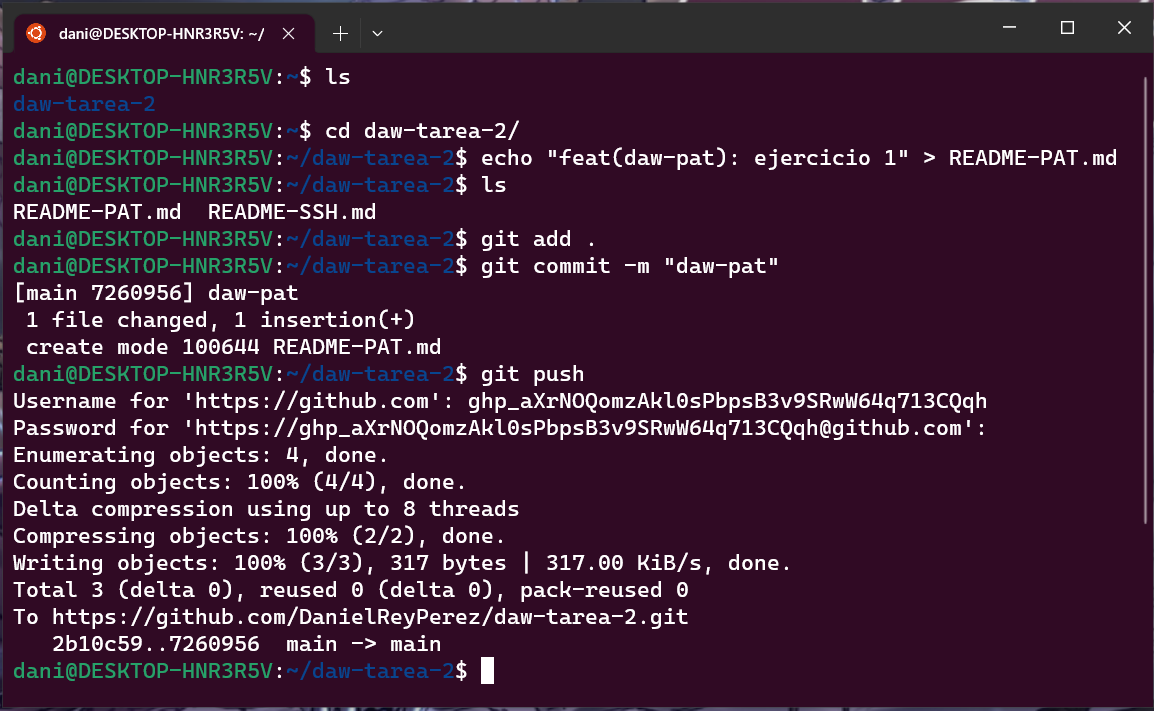 dani@DESKTOP-HNR3R5V: ~/
dani@DESKTOP-HNR3R5V:~$ ls
daw-tarea-2
dani@DESKTOP-HNR3R5V:~$ cd daw-tarea-2/
dani@DESKTOP-HNR3R5V:~/daw-tarea-2$ echo "feat(daw-pat): ejercicio 1" > README-PAT.md
dani@DESKTOP-HNR3R5V:~/daw-tarea-2$ ls
README-PAT.md  README-SSH.md
dani@DESKTOP-HNR3R5V:~/daw-tarea-2$ git add .
dani@DESKTOP-HNR3R5V:~/daw-tarea-2$ git commit -m "daw-pat"
[main 7260956] daw-pat
 1 file changed, 1 insertion(+)
 create mode 100644 README-PAT.md
dani@DESKTOP-HNR3R5V:~/daw-tarea-2$ git push
Username for 'https://github.com': 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
Password for 'https://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@github.com':
Enumerating objects: 4, done.
Counting objects: 100% (4/4), done.
Delta compression using up to 8 threads
Compressing objects: 100% (2/2), done.
Writing objects: 100% (3/3), 317 bytes | 317.00 KiB/s, done.
Total 3 (delta 0), reused 0 (delta 0), pack-reused 0
To https://github.com/DanielReyPerez/daw-tarea-2.git
   2b10c59..7260956  main -> main
dani@DESKTOP-HNR3R5V:~/daw-tarea-2$